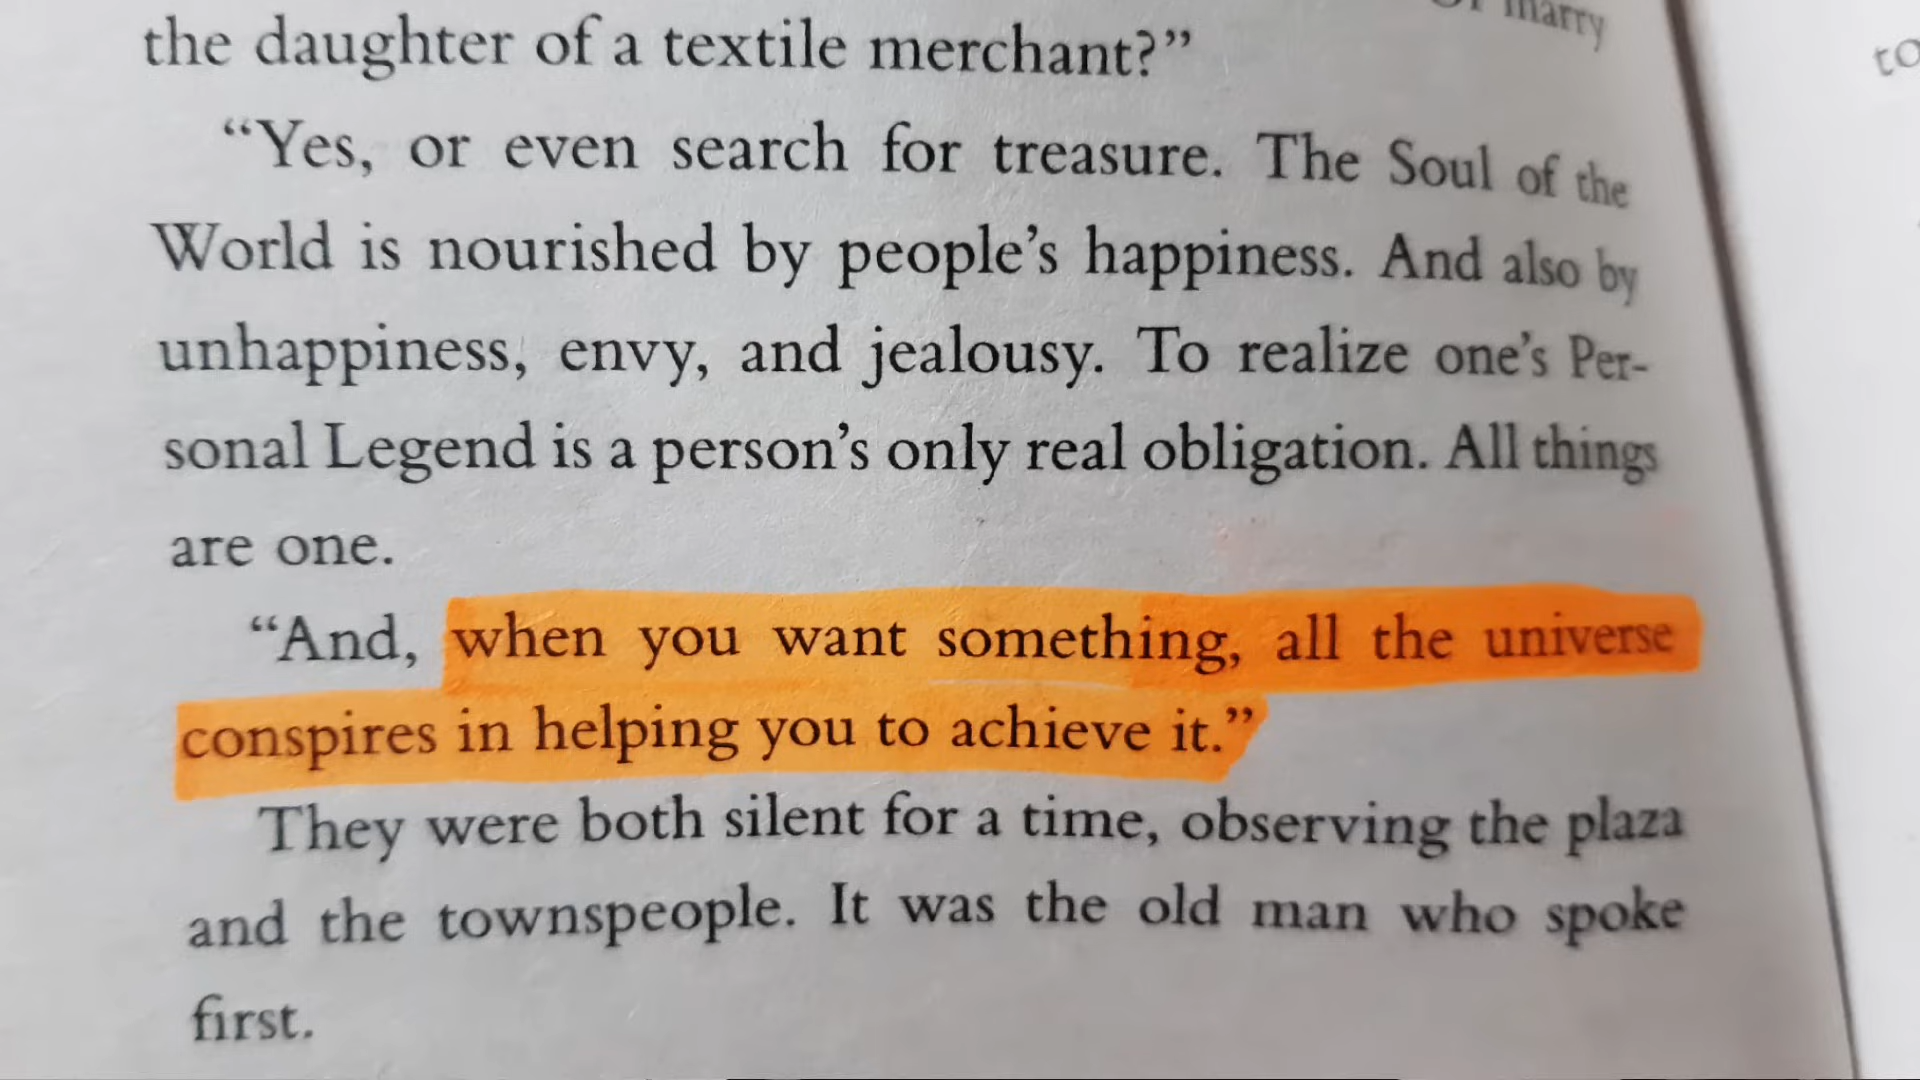 or marry
the daughter of a textile merchant?”
“Yes, or even search for treasure. The Soul of the
World is nourished by people’s happiness. And also by
unhappiness, envy, and jealousy. To realize one’s Per-
sonal Legend is a person’s only real obligation. All things
are one.
“And, when you want something, all the universe
conspires in helping you to achieve it.”
They were both silent for a time, observing the plaza
and the townspeople. It was the old man who spoke
first.
to